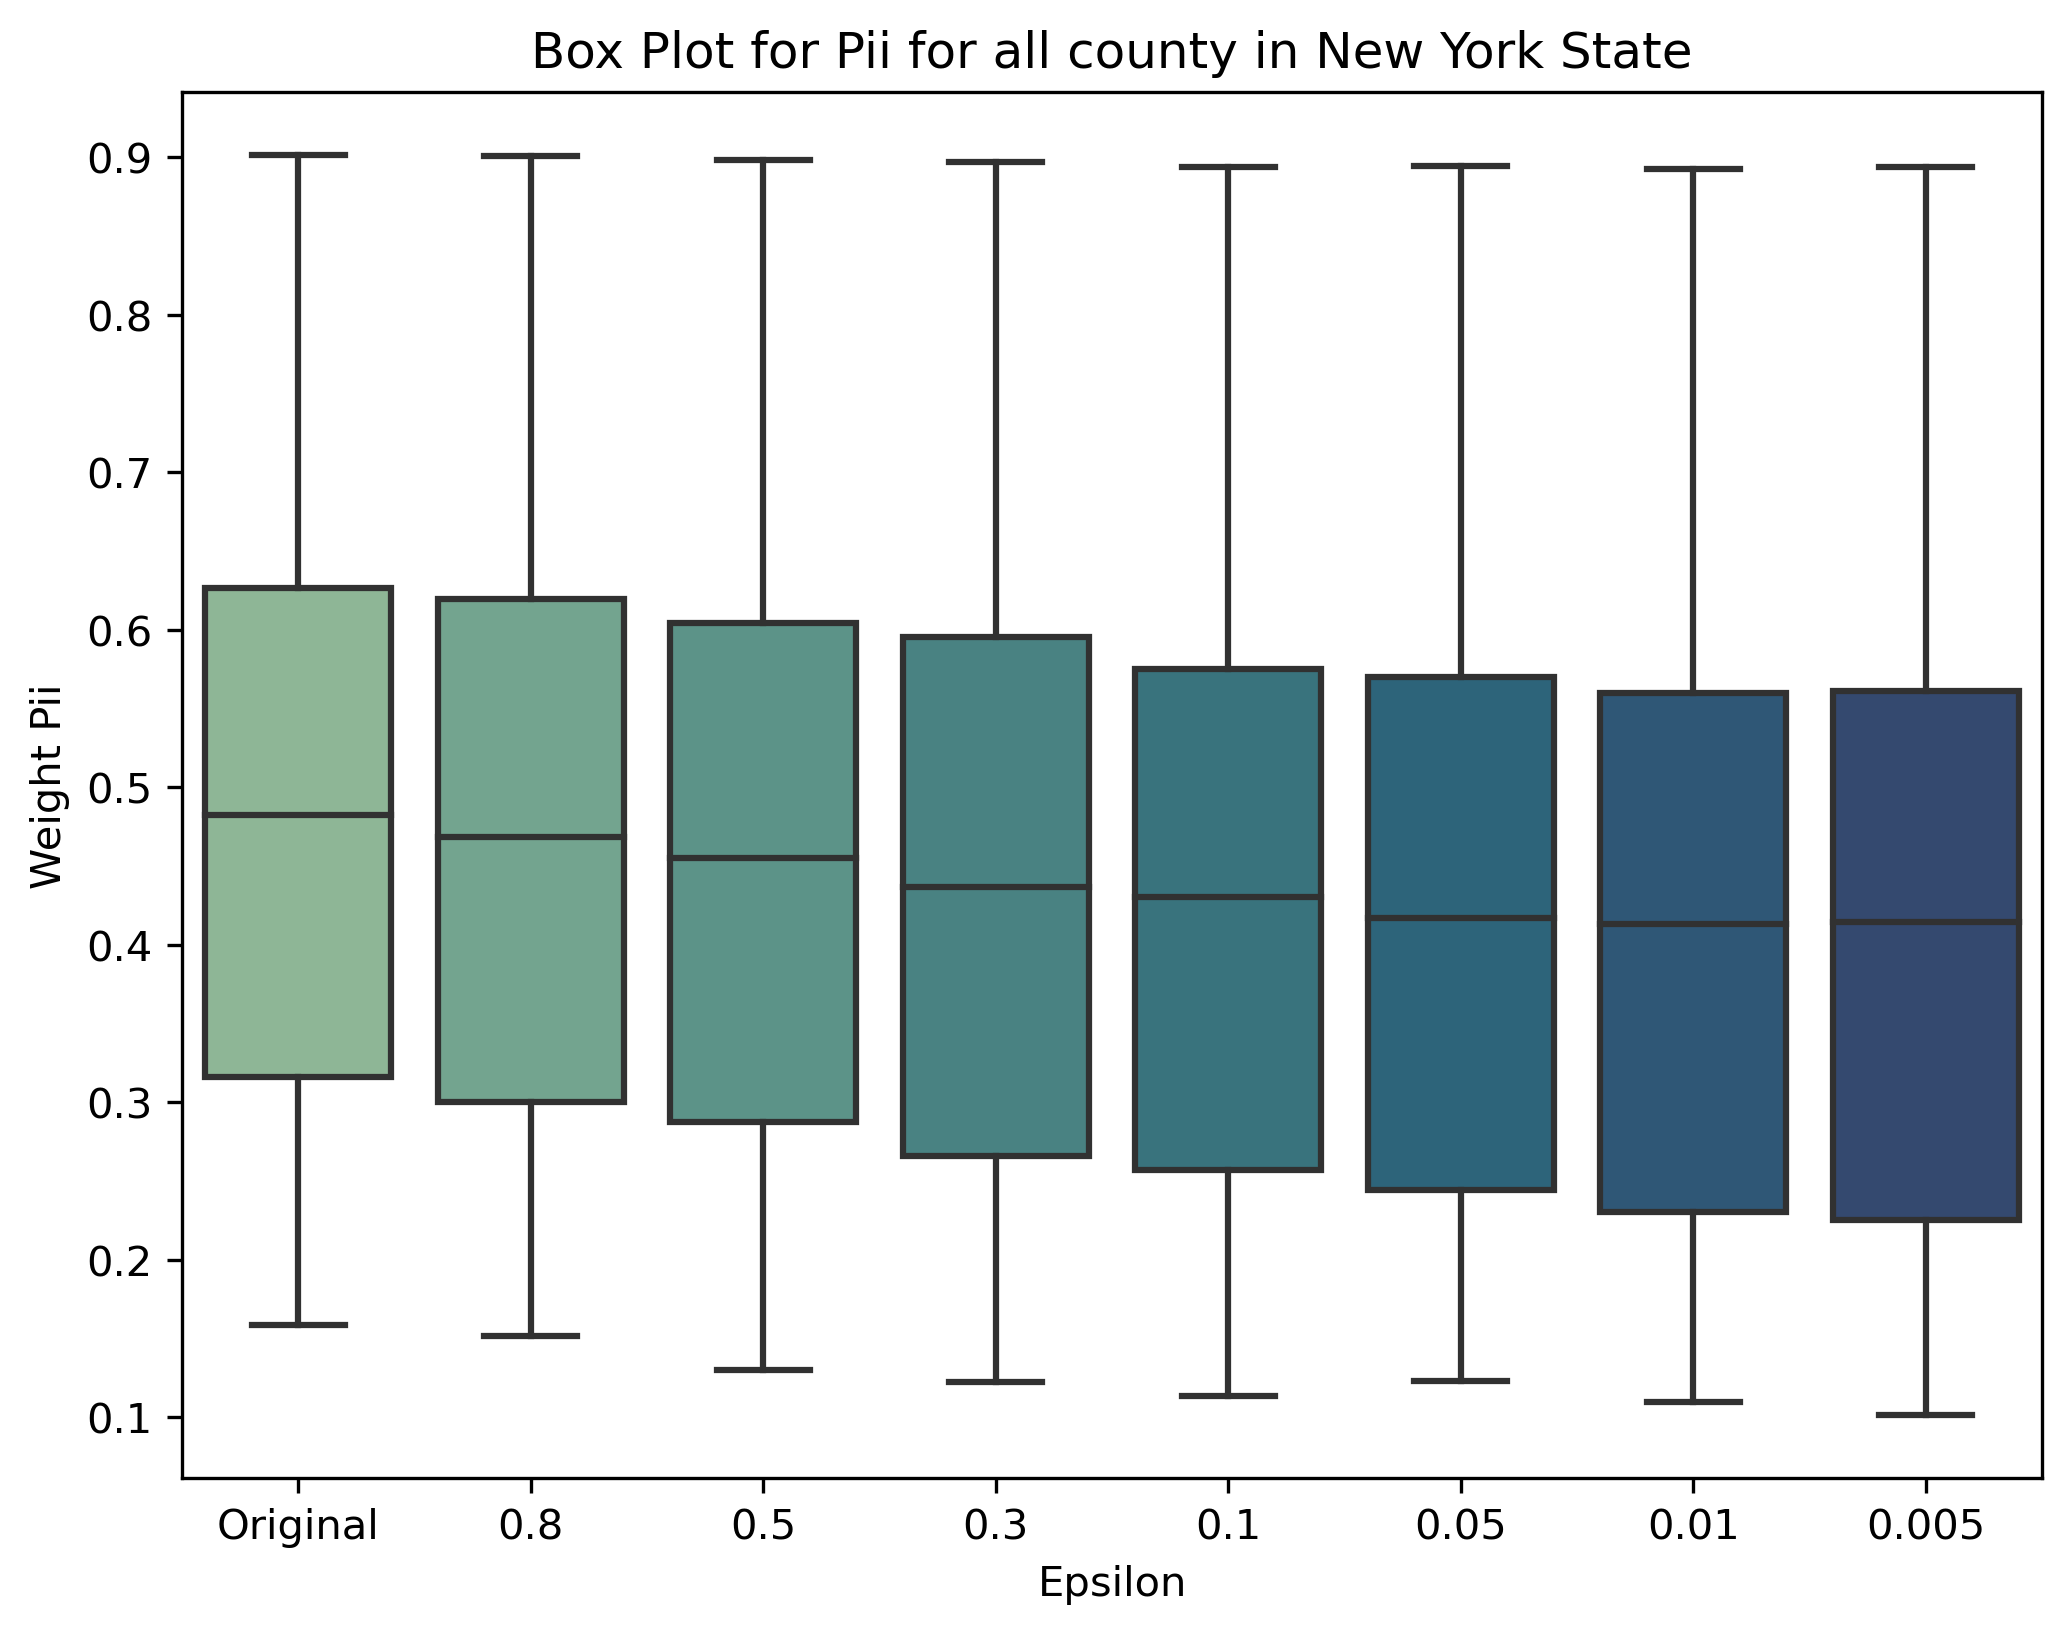 Box Plot for Pii for all county in New York State
0.9
0.8
0.7
0.6
0.5
0.4
0.3
0.2
0.1
Weight Pii
Original 0.8 0.5 0.3 0.1 0.05 0.01 0.005
Epsilon